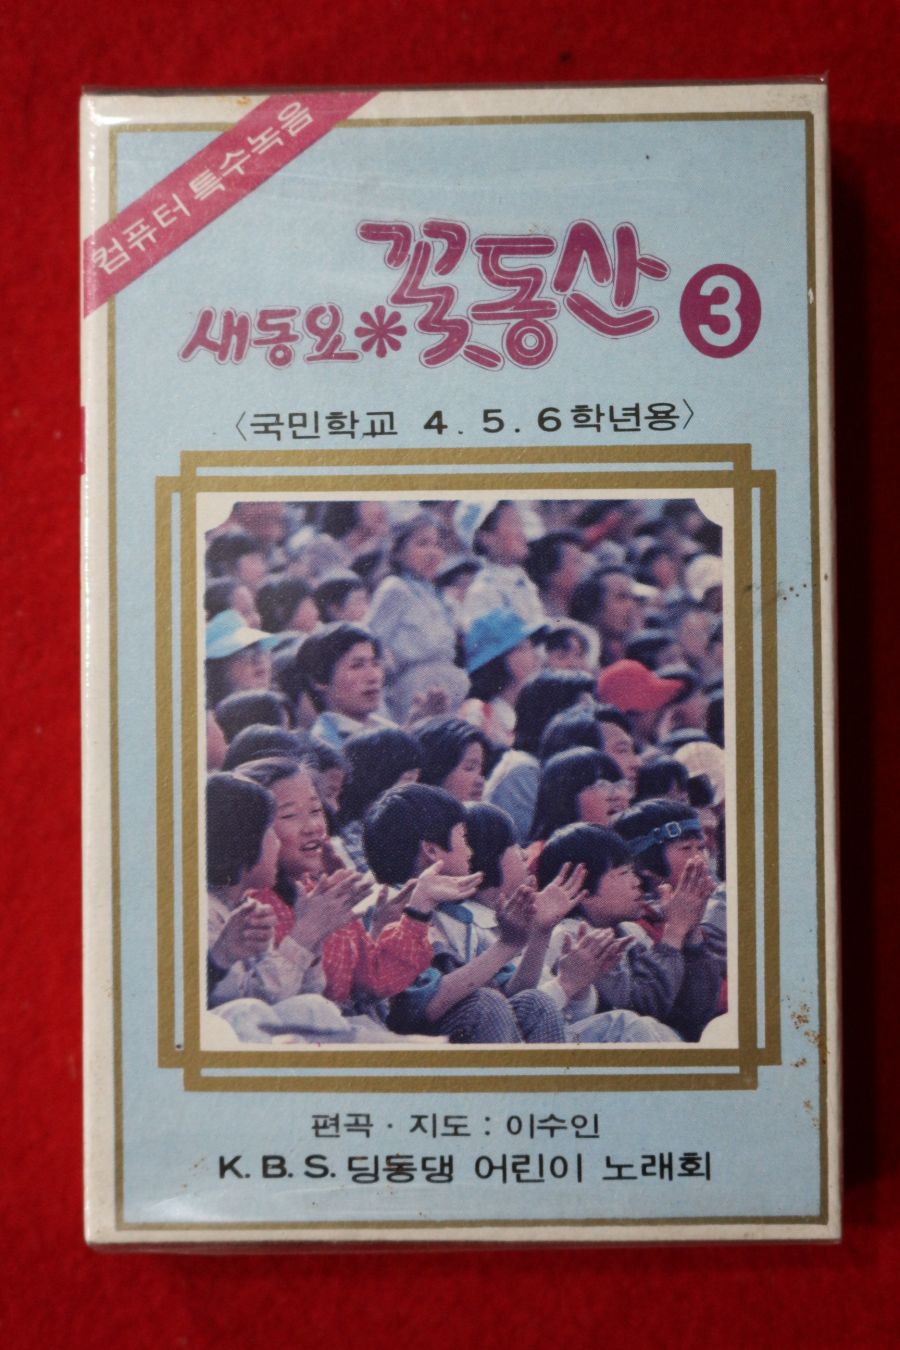 컴퓨터 특수녹음
새동요*꽃동산 3
〈국민학교 4. 5. 6학년용〉
편곡 · 지도 : 이수인
K. B. S. 딩동댕 어린이 노래회